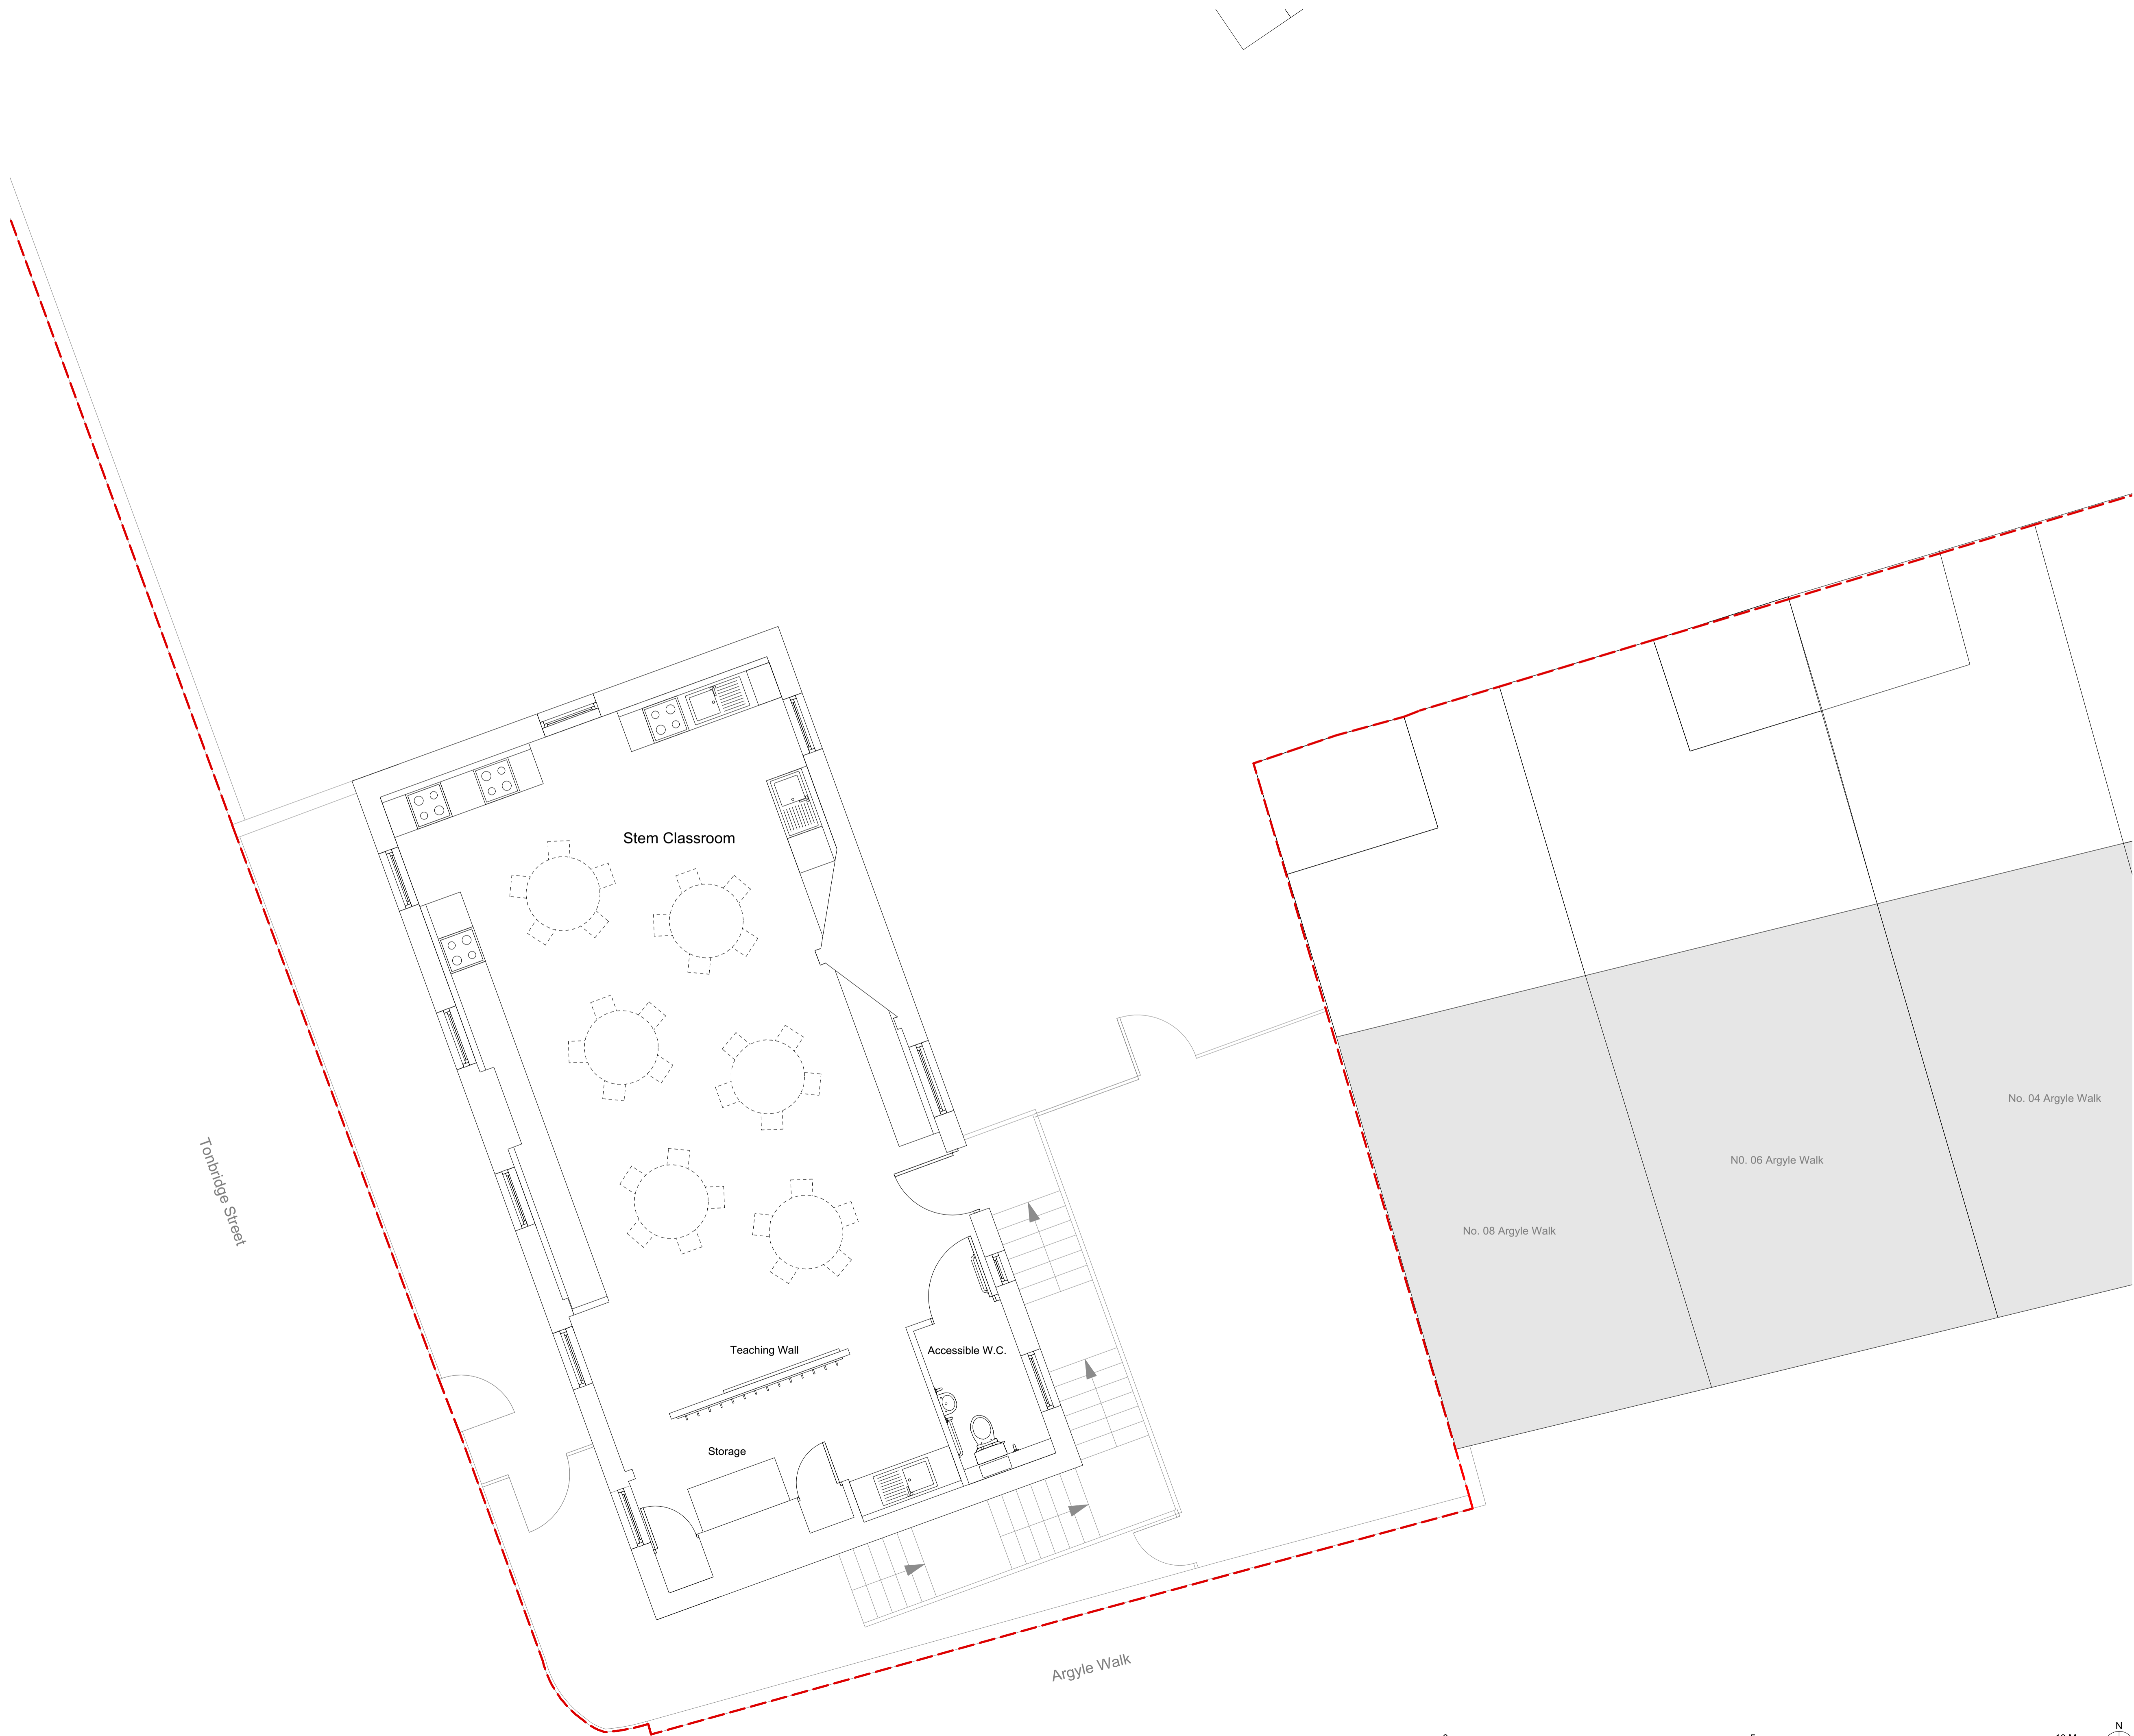 Stem Classroom
Tonbridge Street
No. 04 Argyle Walk
N0. 06 Argyle Walk
No. 08 Argyle Walk
Teaching Wall
Accessible W.C.
Storage
Argyle Walk
N